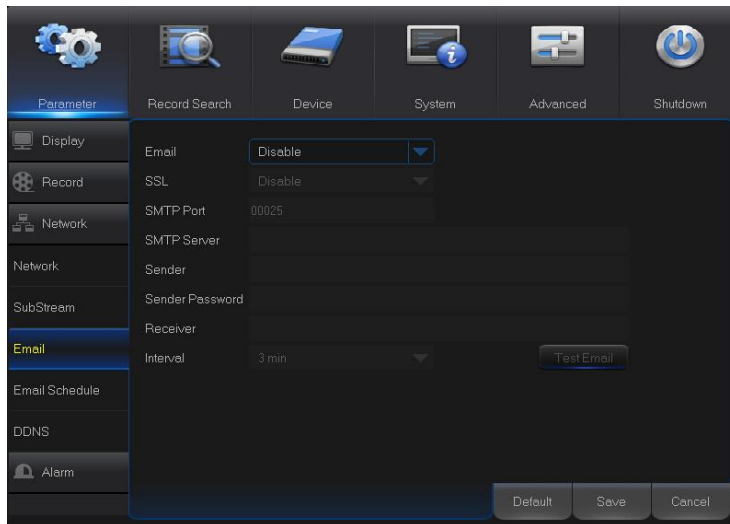 Parameter Record Search Device System Advanced Shutdown
Display
Record
Network
Network
SubStream
Email
Email Schedule
DDNS
Alarm
Email Disable
SSL Disable
SMTP Port 00025
SMTP Server
Sender
Sender Password
Receiver
Interval 3 min Test Email
Default Save Cancel